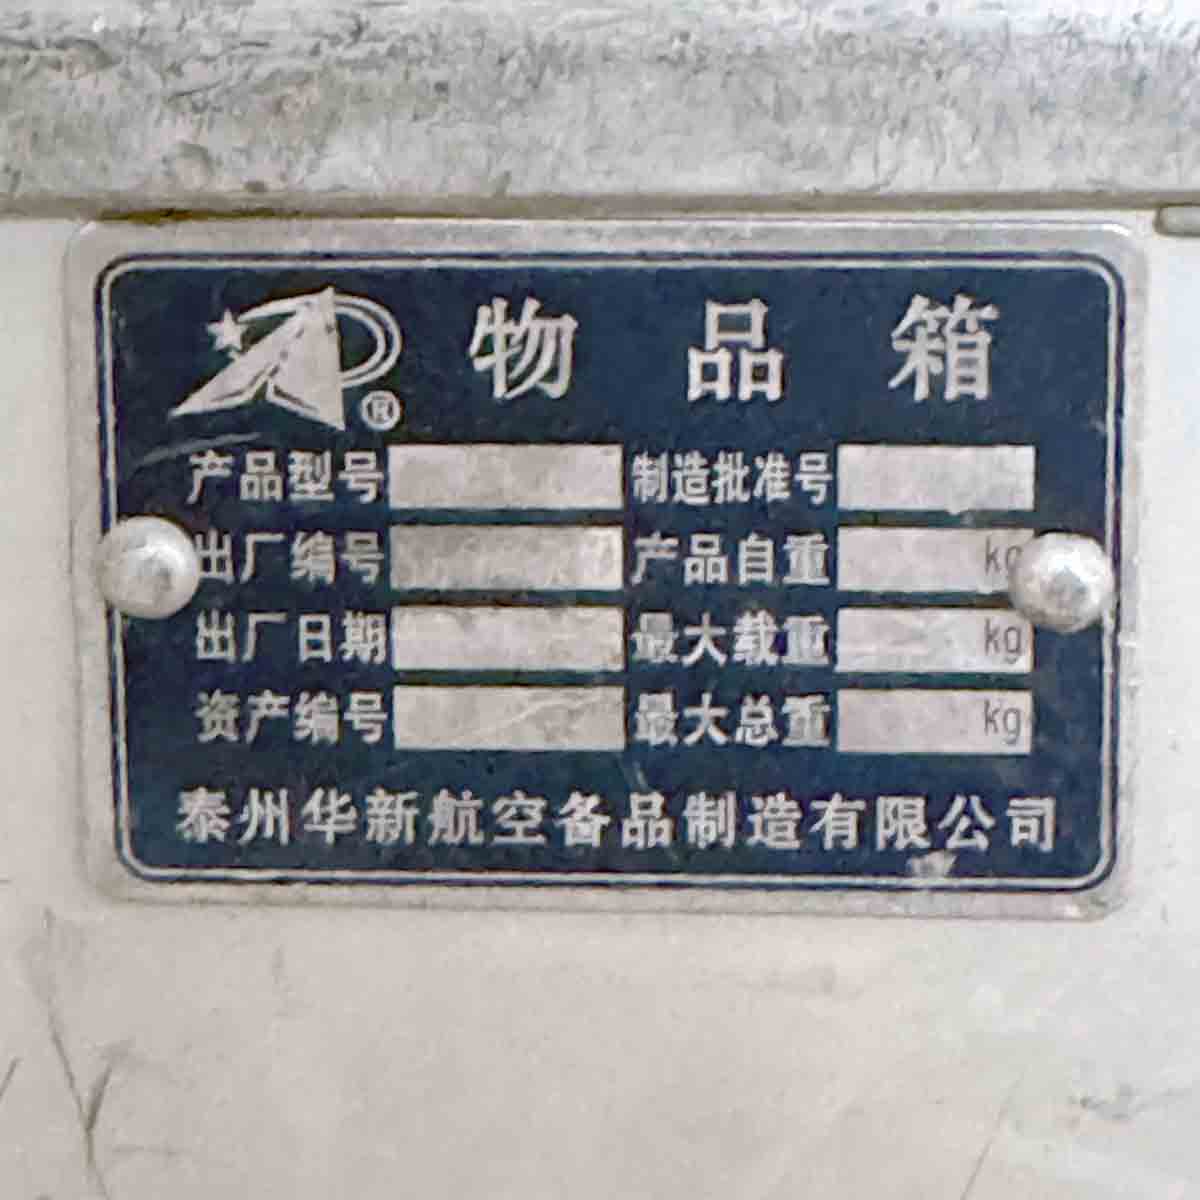 ® 物品箱
产品型号 制造批准号
出厂编号 产品自重 kg
出厂日期 最大载重 kg
资产编号 最大总重 kg
泰州华新航空备品制造有限公司